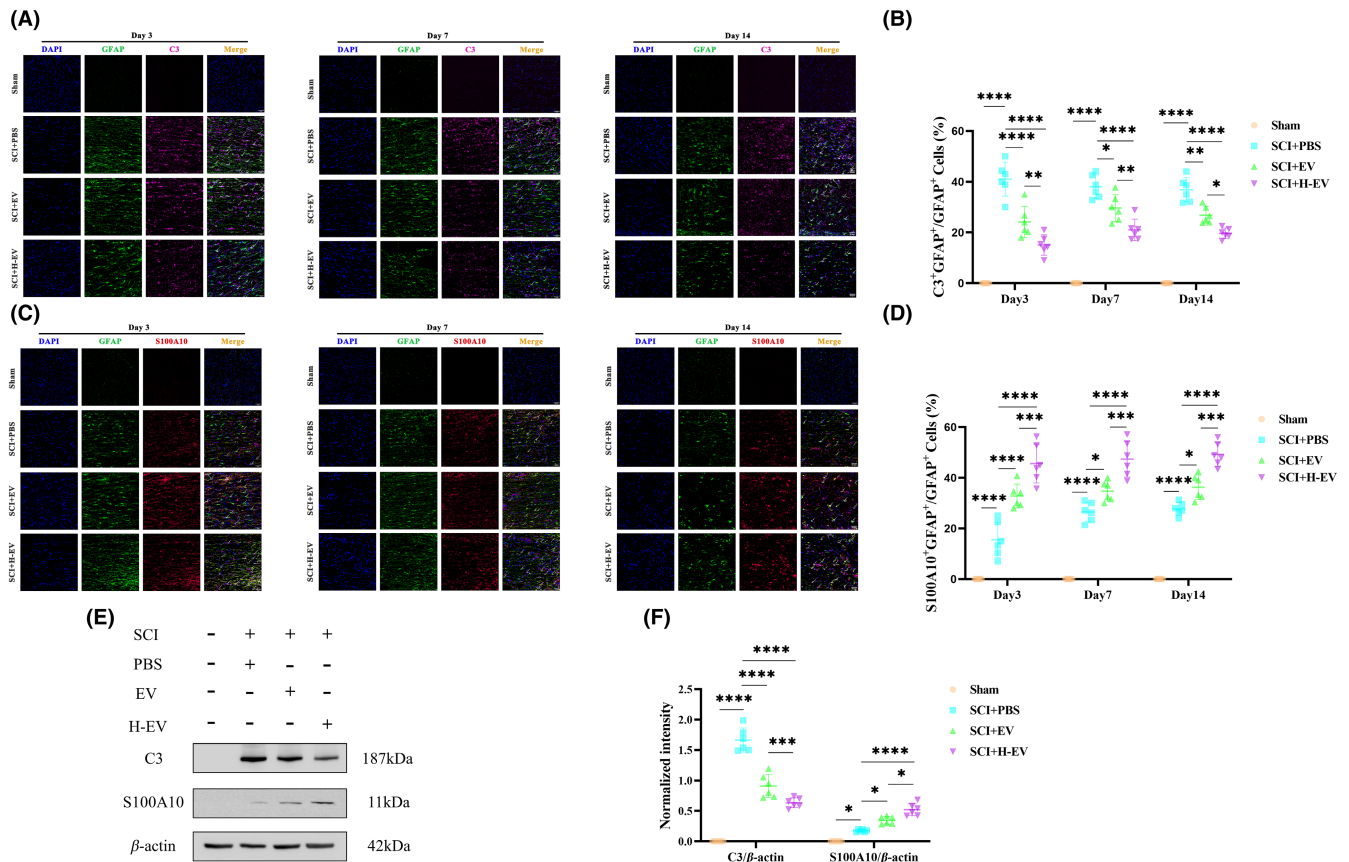 (A)
Day 3
DAPI GFAP C3 Merge
Sham
SCI+PBS
SCI+EV
SCI+H-EV
Day 7
DAPI GFAP C3 Merge
Sham
SCI+PBS
SCI+EV
SCI+H-EV
Day 14
DAPI GFAP C3 Merge
Sham
SCI+PBS
SCI+EV
SCI+H-EV
(B)
C3⁺GFAP⁺/GFAP⁺ Cells (%)
60
40
20
0
**** **** **** ** 
**** **** * **
**** **** ** *
Day3 Day7 Day14
Sham
SCI+PBS
SCI+EV
SCI+H-EV
(C)
Day 3
DAPI GFAP S100A10 Merge
Sham
SCI+PBS
SCI+EV
SCI+H-EV
Day 7
DAPI GFAP S100A10 Merge
Sham
SCI+PBS
SCI+EV
SCI+H-EV
Day 14
DAPI GFAP S100A10 Merge
Sham
SCI+PBS
SCI+EV
SCI+H-EV
(D)
S100A10⁺GFAP⁺/GFAP⁺ Cells (%)
60
40
20
0
**** *** **** ****
**** *** * ****
**** *** * ****
Day3 Day7 Day14
Sham
SCI+PBS
SCI+EV
SCI+H-EV
(E)
SCI - + + +
PBS - + - -
EV - - + -
H-EV - - - +
C3 187kDa
S100A10 11kDa
β-actin 42kDa
(F)
Normalized intensity
2.5
2.0
1.5
1.0
0.5
0.0
**** **** **** ***
**** * * *
C3/β-actin S100A10/β-actin
Sham
SCI+PBS
SCI+EV
SCI+H-EV